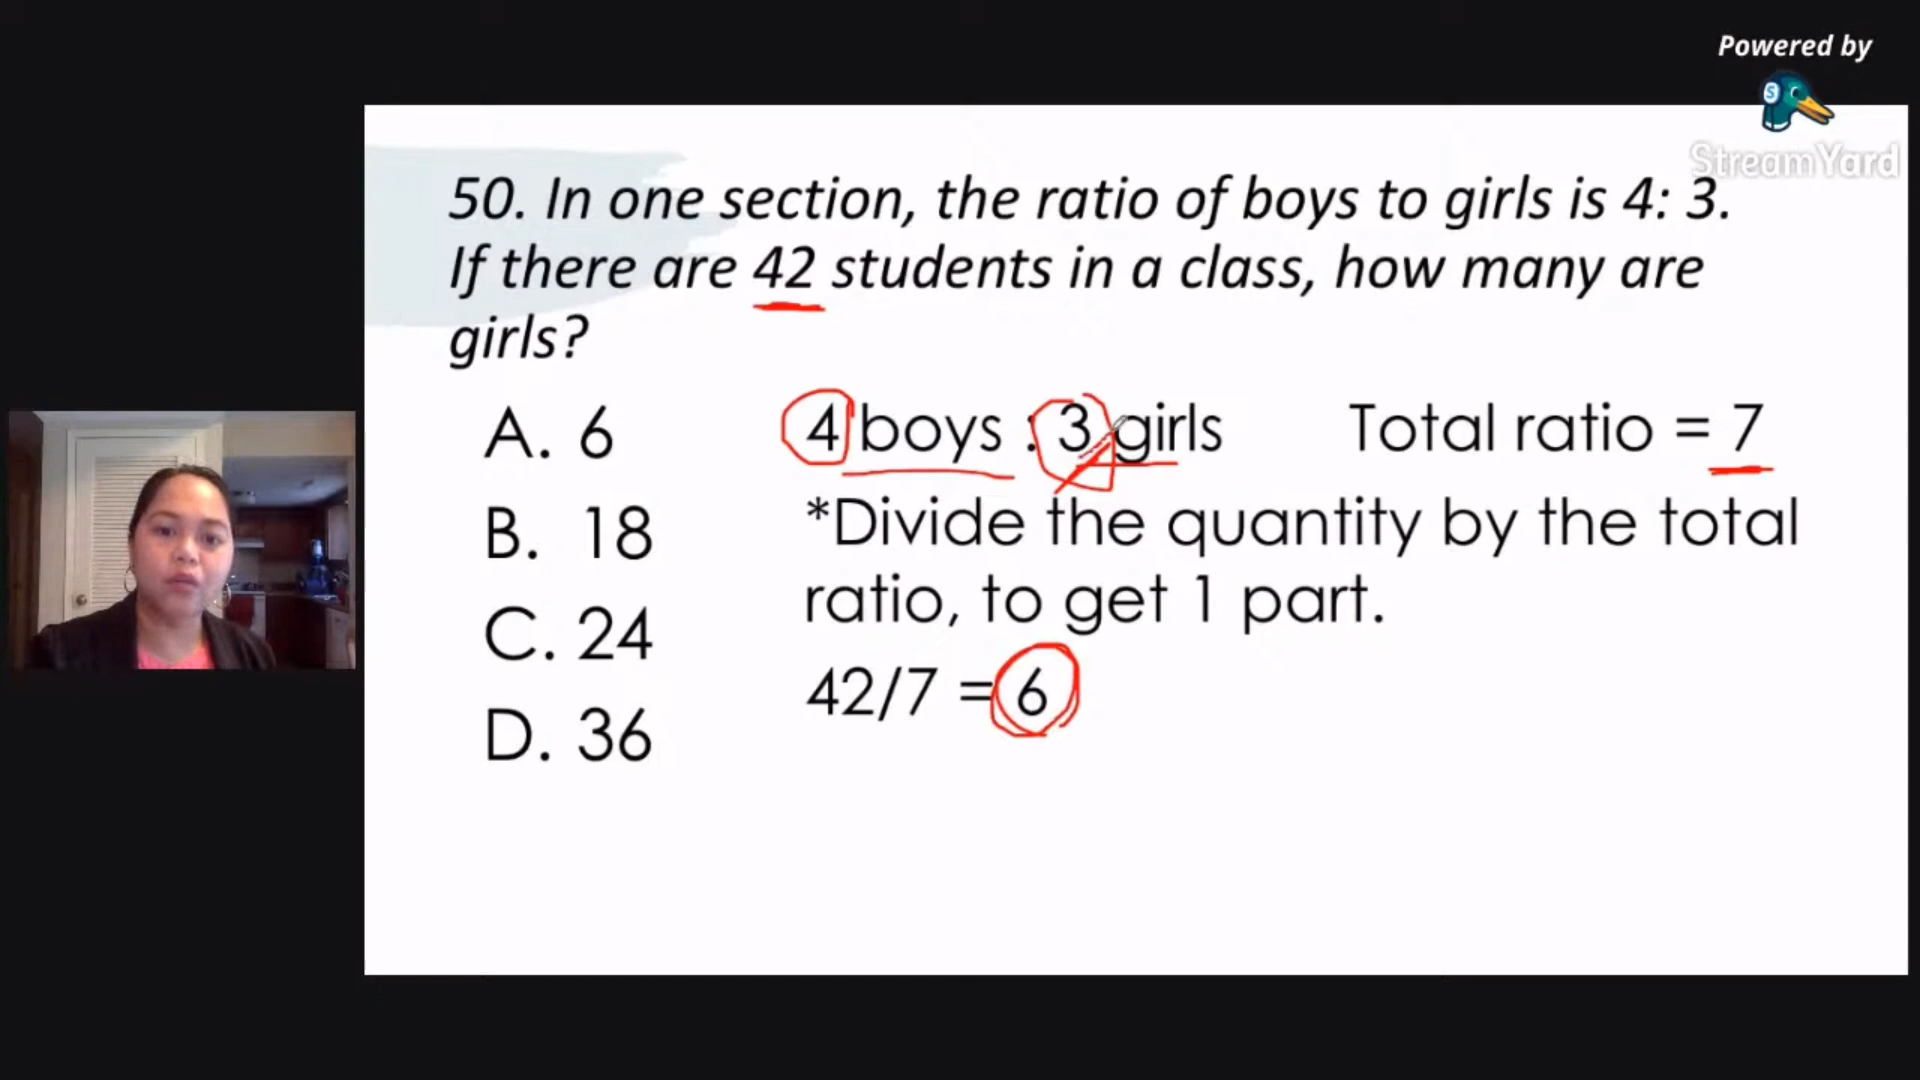 Powered by
StreamYard
50. In one section, the ratio of boys to girls is 4: 3.
If there are 42 students in a class, how many are
girls?
A. 6
4 boys : 3 girls
Total ratio = 7
B. 18
*Divide the quantity by the total
ratio, to get 1 part.
C. 24
42/7 = 6
D. 36